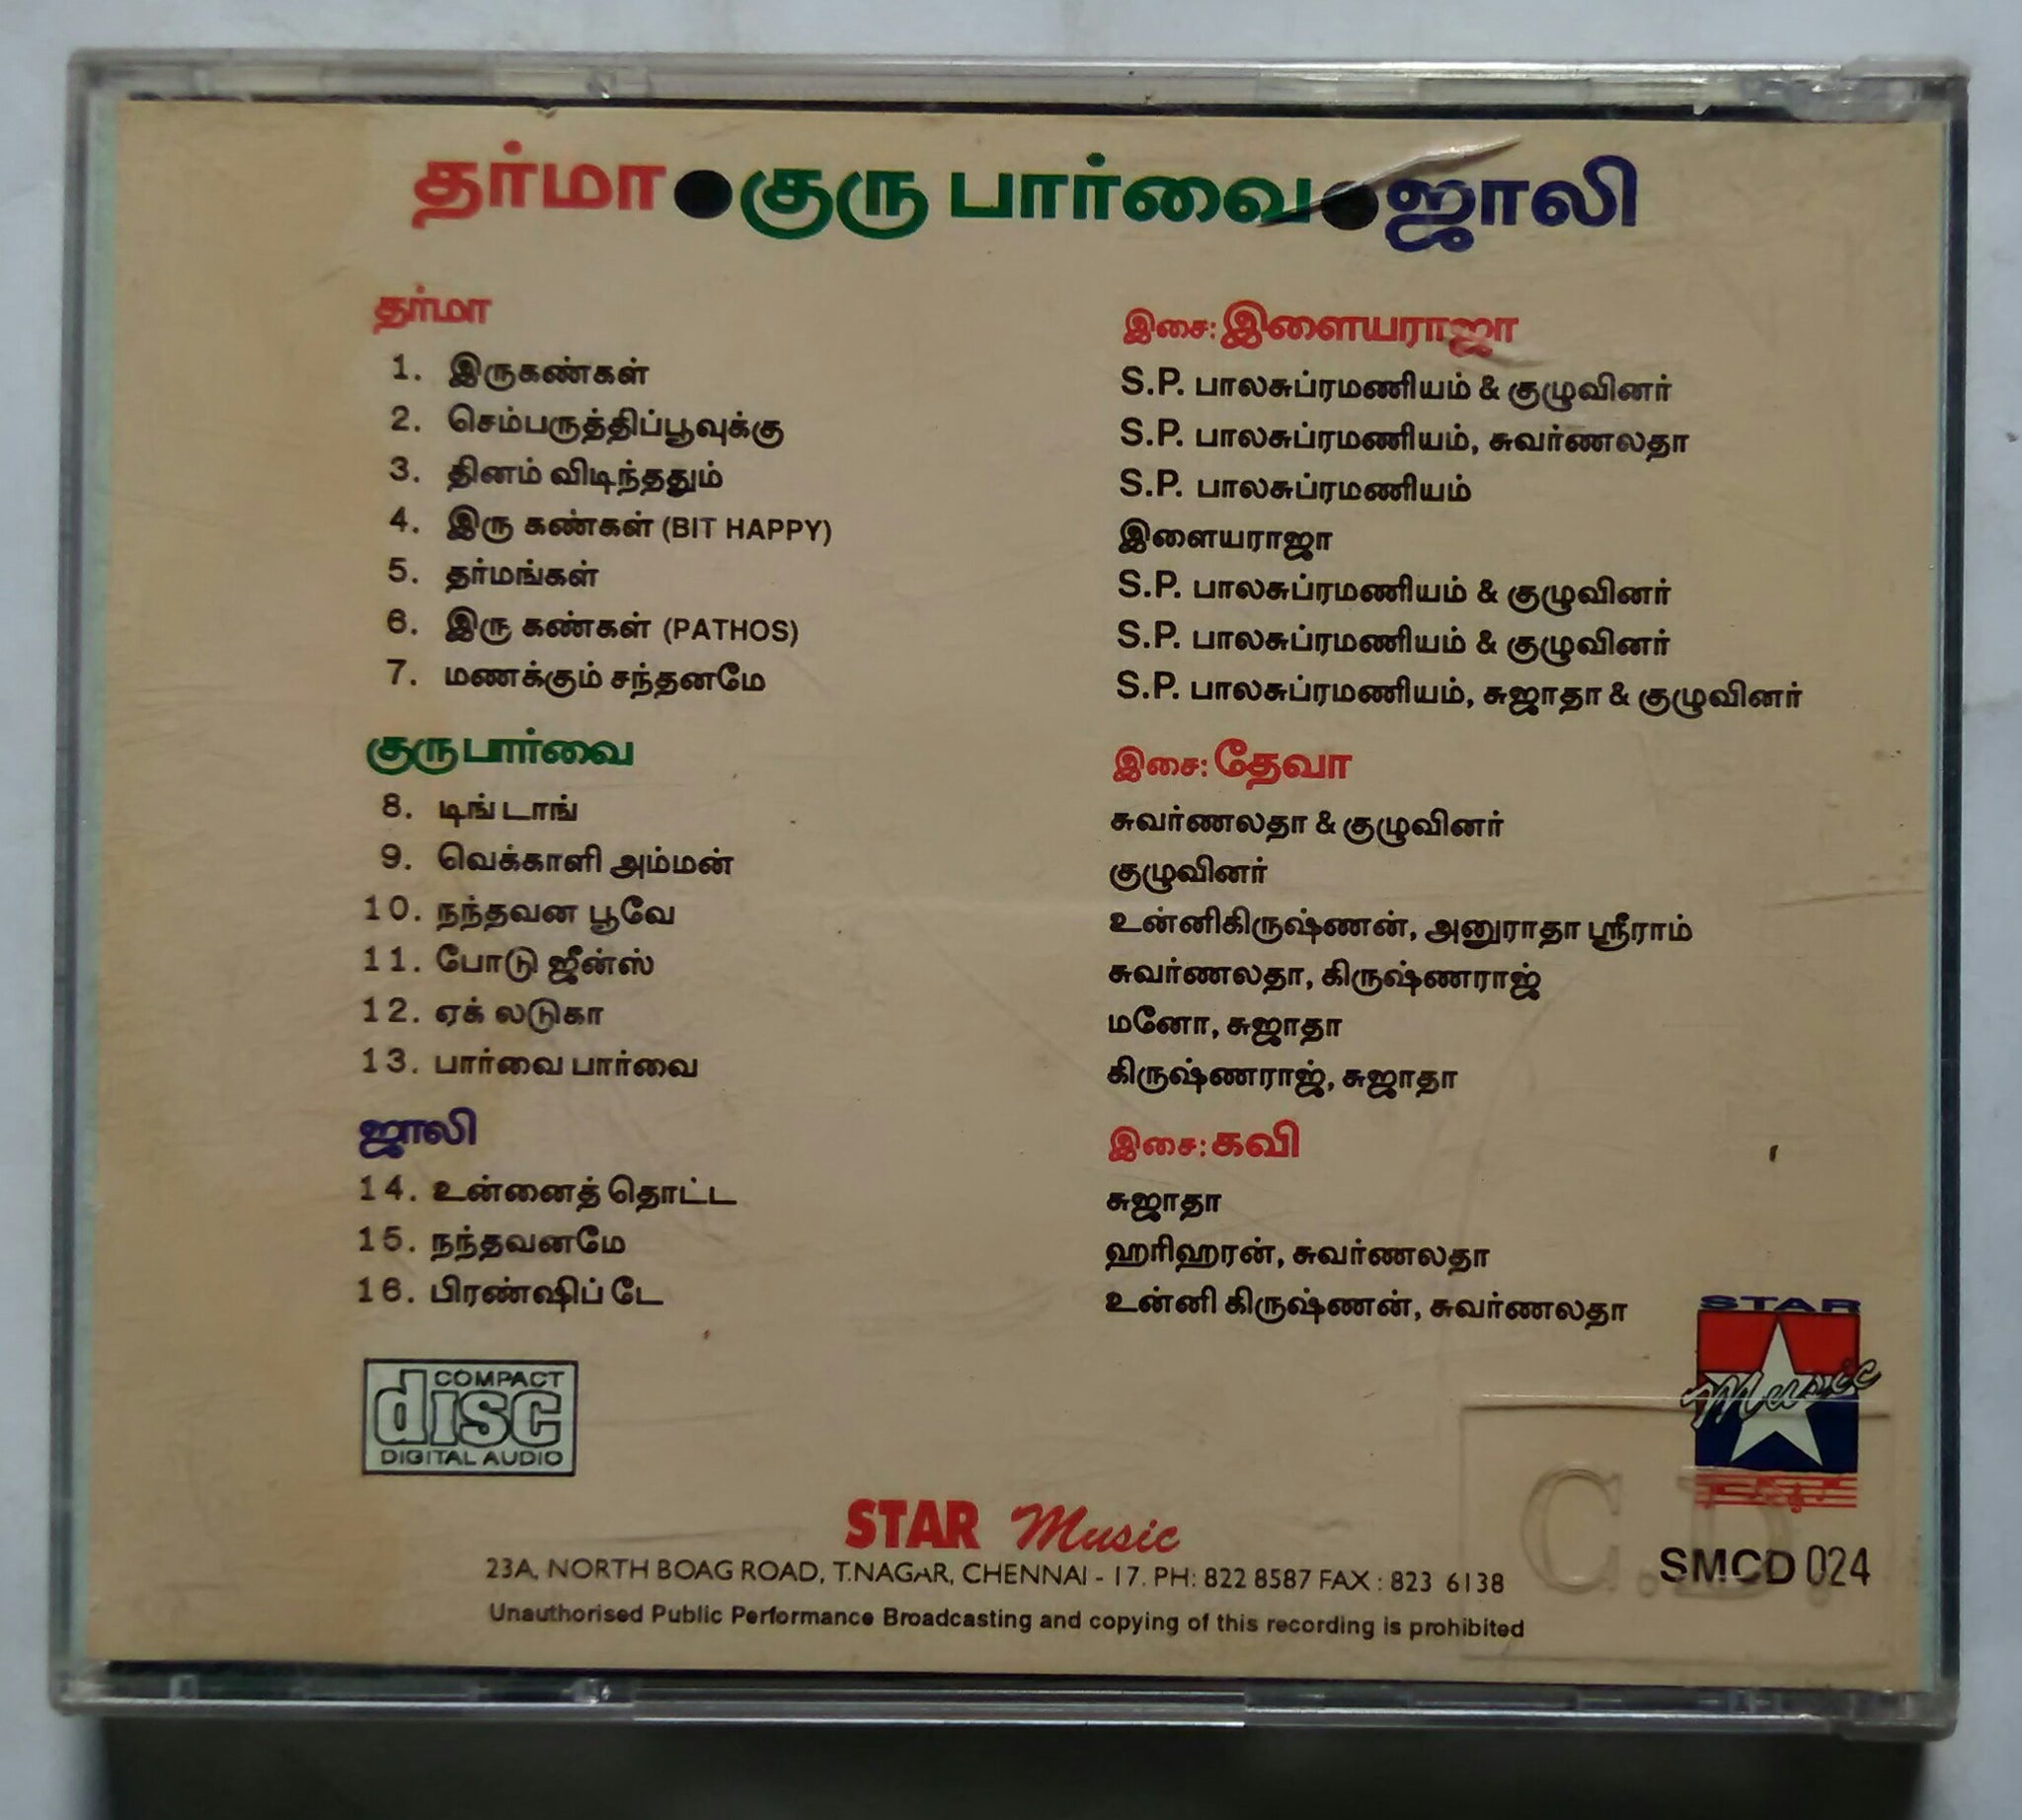 தர்மா ● குரு பார்வை ● ஜாலி
தர்மா இசை: இளையராஜா
1. இருகண்கள் S.P. பாலசுப்ரமணியம் & குழுவினர்
2. செம்பருத்திப்பூவுக்கு S.P. பாலசுப்ரமணியம், சுவர்ணலதா
3. தினம் விடிந்ததும் S.P. பாலசுப்ரமணியம்
4. இரு கண்கள் (BIT HAPPY) இளையராஜா
5. தர்மங்கள் S.P. பாலசுப்ரமணியம் & குழுவினர்
6. இரு கண்கள் (PATHOS) S.P. பாலசுப்ரமணியம் & குழுவினர்
7. மணக்கும் சந்தனமே S.P. பாலசுப்ரமணியம், சுஜாதா & குழுவினர்
குரு பார்வை இசை: தேவா
8. டிங் டாங் சுவர்ணலதா & குழுவினர்
9. வெக்காளி அம்மன் குழுவினர்
10. நந்தவன பூவே உன்னிகிருஷ்ணன், அனுராதா ஸ்ரீராம்
11. போடு ஜீன்ஸ் சுவர்ணலதா, கிருஷ்ணராஜ்
12. ஏக் லடுகா மனோ, சுஜாதா
13. பார்வை பார்வை கிருஷ்ணராஜ், சுஜாதா
ஜாலி இசை: கவி
14. உன்னைத் தொட்ட சுஜாதா
15. நந்தவனமே ஹரிஹரன், சுவர்ணலதா
16. பிரண்ஷிப் டே உன்னி கிருஷ்ணன், சுவர்ணலதா
STAR
Music
COMPACT
disc
DIGITAL AUDIO
C.D.
STAR Music
SMCD 024
23A, NORTH BOAG ROAD, T.NAGAR, CHENNAI - 17. PH: 822 8587 FAX : 823 6138
Unauthorised Public Performance Broadcasting and copying of this recording is prohibited